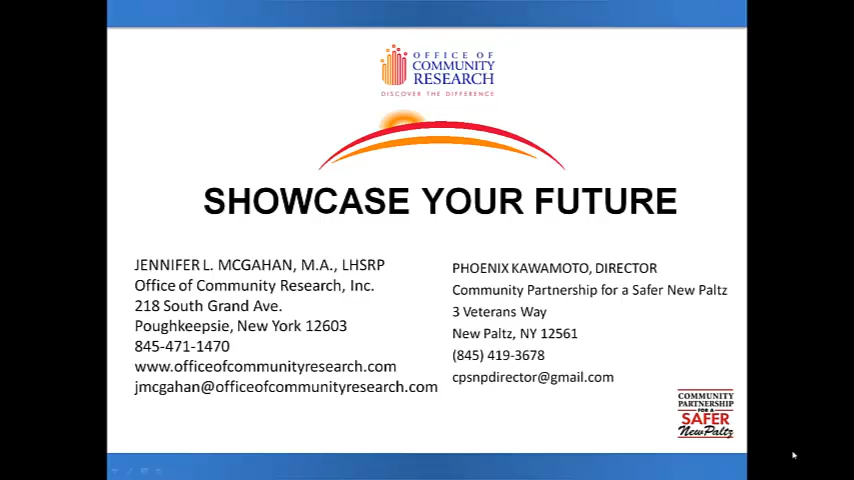 OFFICE OF
COMMUNITY
RESEARCH
DISCOVER THE DIFFERENCE
SHOWCASE YOUR FUTURE
JENNIFER L. MCGAHAN, M.A., LHSRP
Office of Community Research, Inc.
218 South Grand Ave.
Poughkeepsie, New York 12603
845-471-1470
www.officeofcommunityresearch.com
jmcgahan@officeofcommunityresearch.com
PHOENIX KAWAMOTO, DIRECTOR
Community Partnership for a Safer New Paltz
3 Veterans Way
New Paltz, NY 12561
(845) 419-3678
cpsnpdirector@gmail.com
COMMUNITY
PARTNERSHIP
FOR A
SAFER
New Paltz